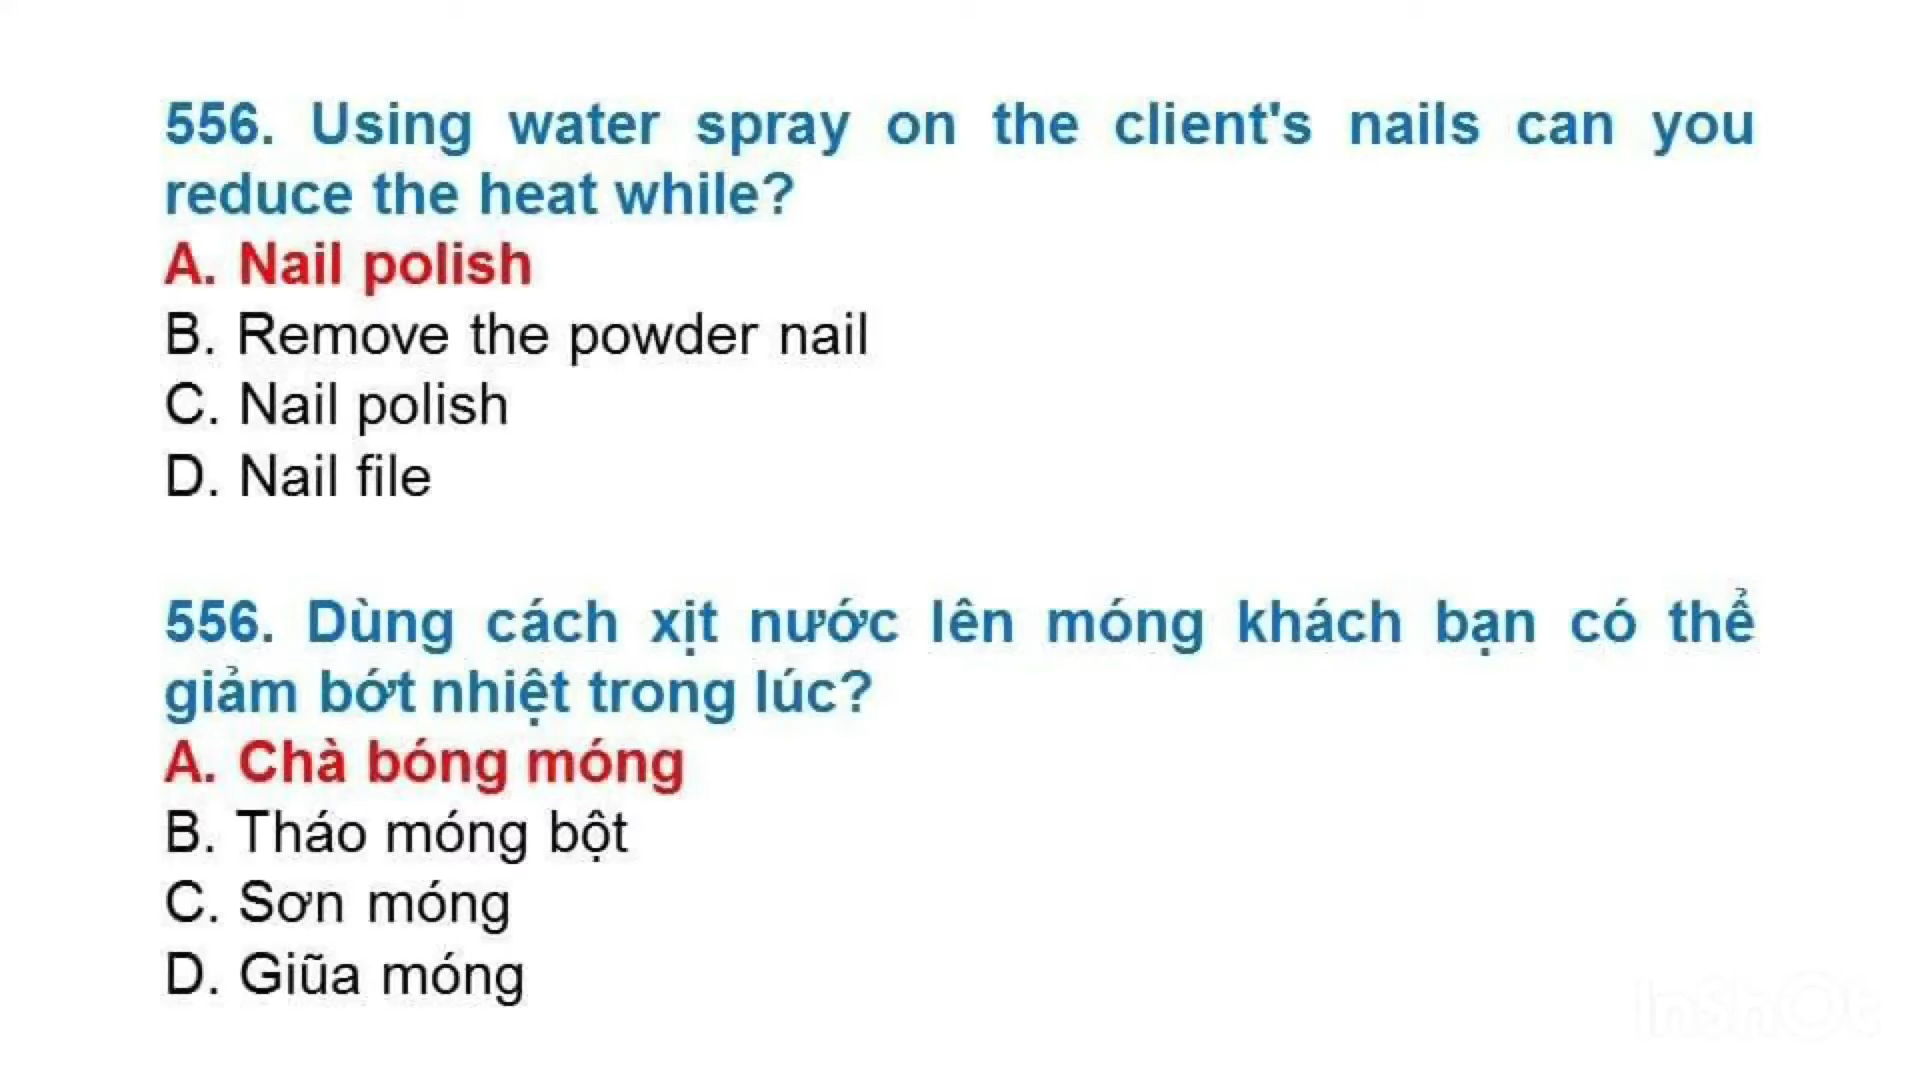 556. Using water spray on the client's nails can you
reduce the heat while?
A. Nail polish
B. Remove the powder nail
C. Nail polish
D. Nail file
556. Dùng cách xịt nước lên móng khách bạn có thể
giảm bớt nhiệt trong lúc?
A. Chà bóng móng
B. Tháo móng bột
C. Sơn móng
D. Giũa móng
InShOt